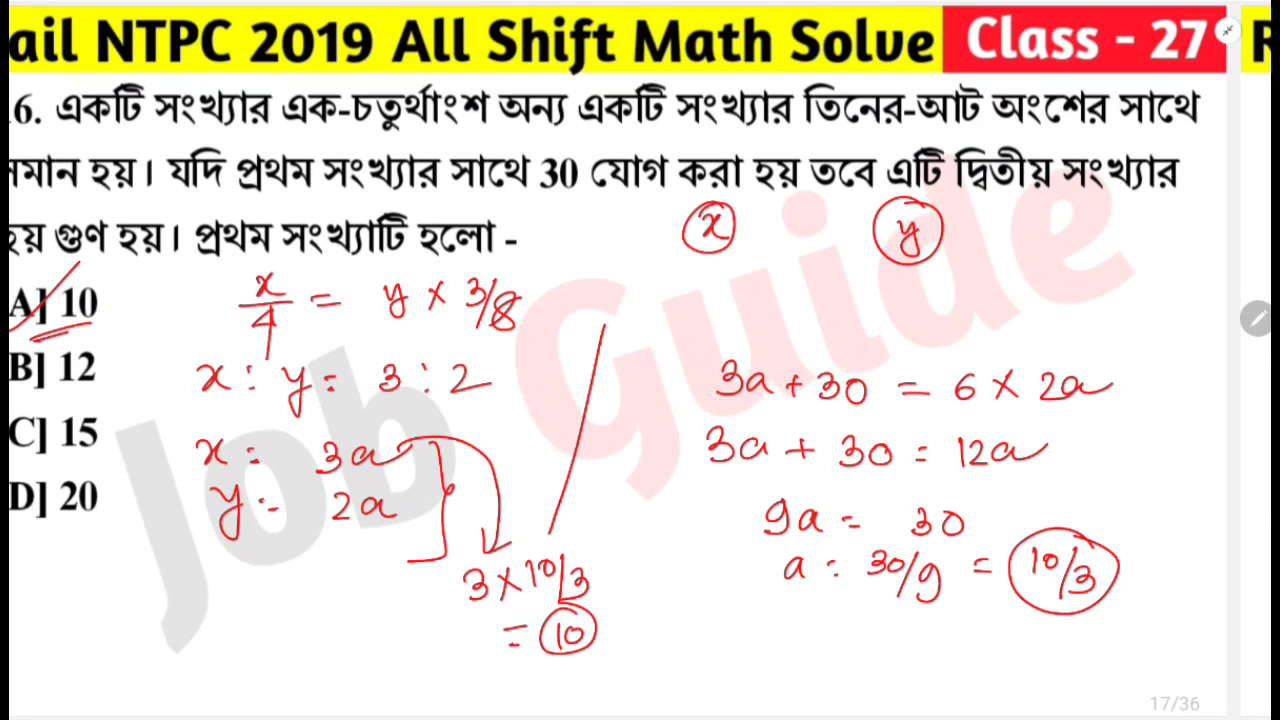 ail NTPC 2019 All Shift Math Solve Class - 27 R
6. একটি সংখ্যার এক-চতুর্থাংশ অন্য একটি সংখ্যার তিনের-আট অংশের সাথে
সমান হয়। যদি প্রথম সংখ্যার সাথে 30 যোগ করা হয় তবে এটি দ্বিতীয় সংখ্যার
ছয় গুণ হয়। প্রথম সংখ্যাটি হলো -
x y
A] 10
x/4 = y × 3/8
B] 12
x : y = 3 : 2
3a + 30 = 6 × 2a
C] 15
x = 3a
3a + 30 = 12a
D] 20
y = 2a
9a = 30
3 × 10/3
a = 30/9 = 10/3
= 10
Job Guide
17/36